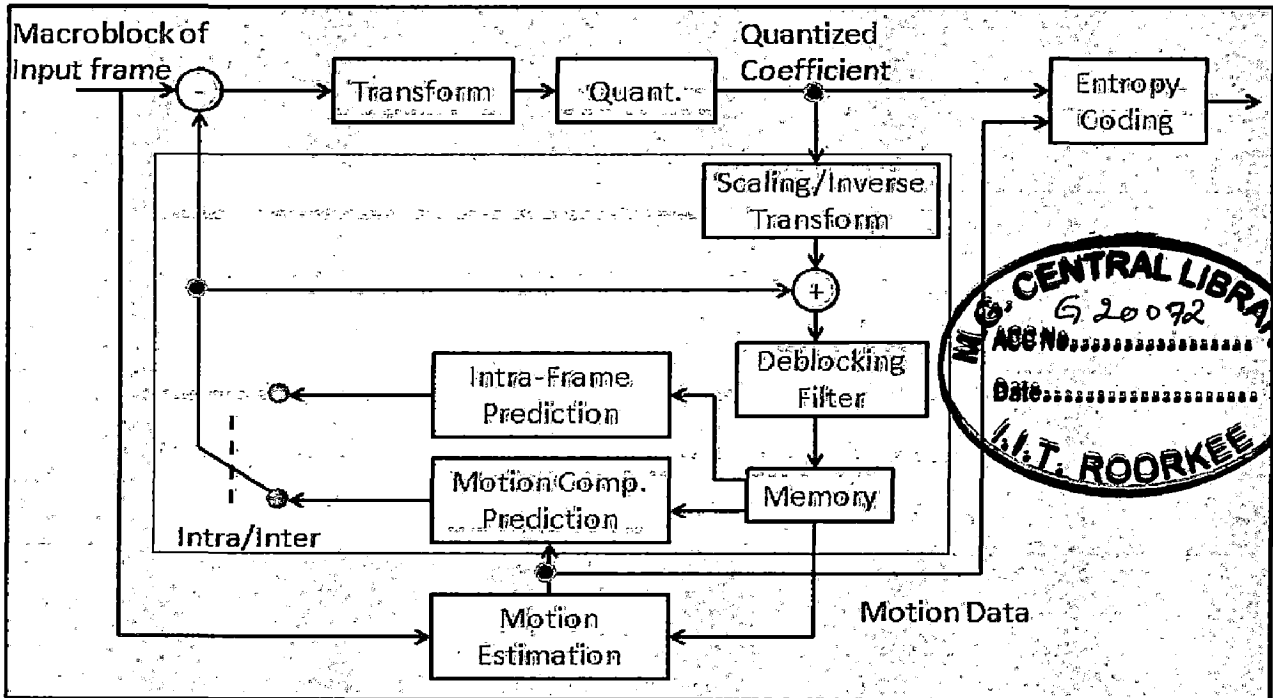 Macroblock of
Input frame
-
Transform
Quant.
Quantized
Coefficient
Entropy
Coding
Scaling/Inverse
Transform
+
Deblocking
Filter
Intra-Frame
Prediction
Motion Comp.
Prediction
Memory
Intra/Inter
Motion
Estimation
Motion Data
CENTRAL LIBRA
G 20072
ACC No
Date
I.I.T. ROORKEE